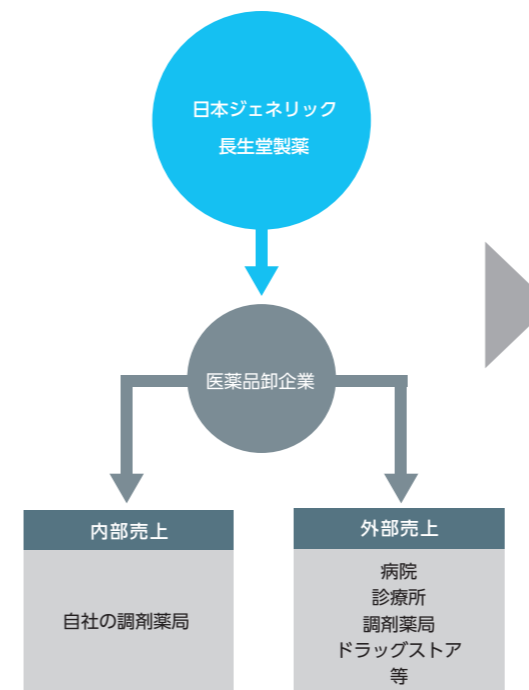 日本ジェネリック
長生堂製薬
医薬品卸企業
内部売上
自社の調剤薬局
外部売上
病院
診療所
調剤薬局
ドラッグストア
等